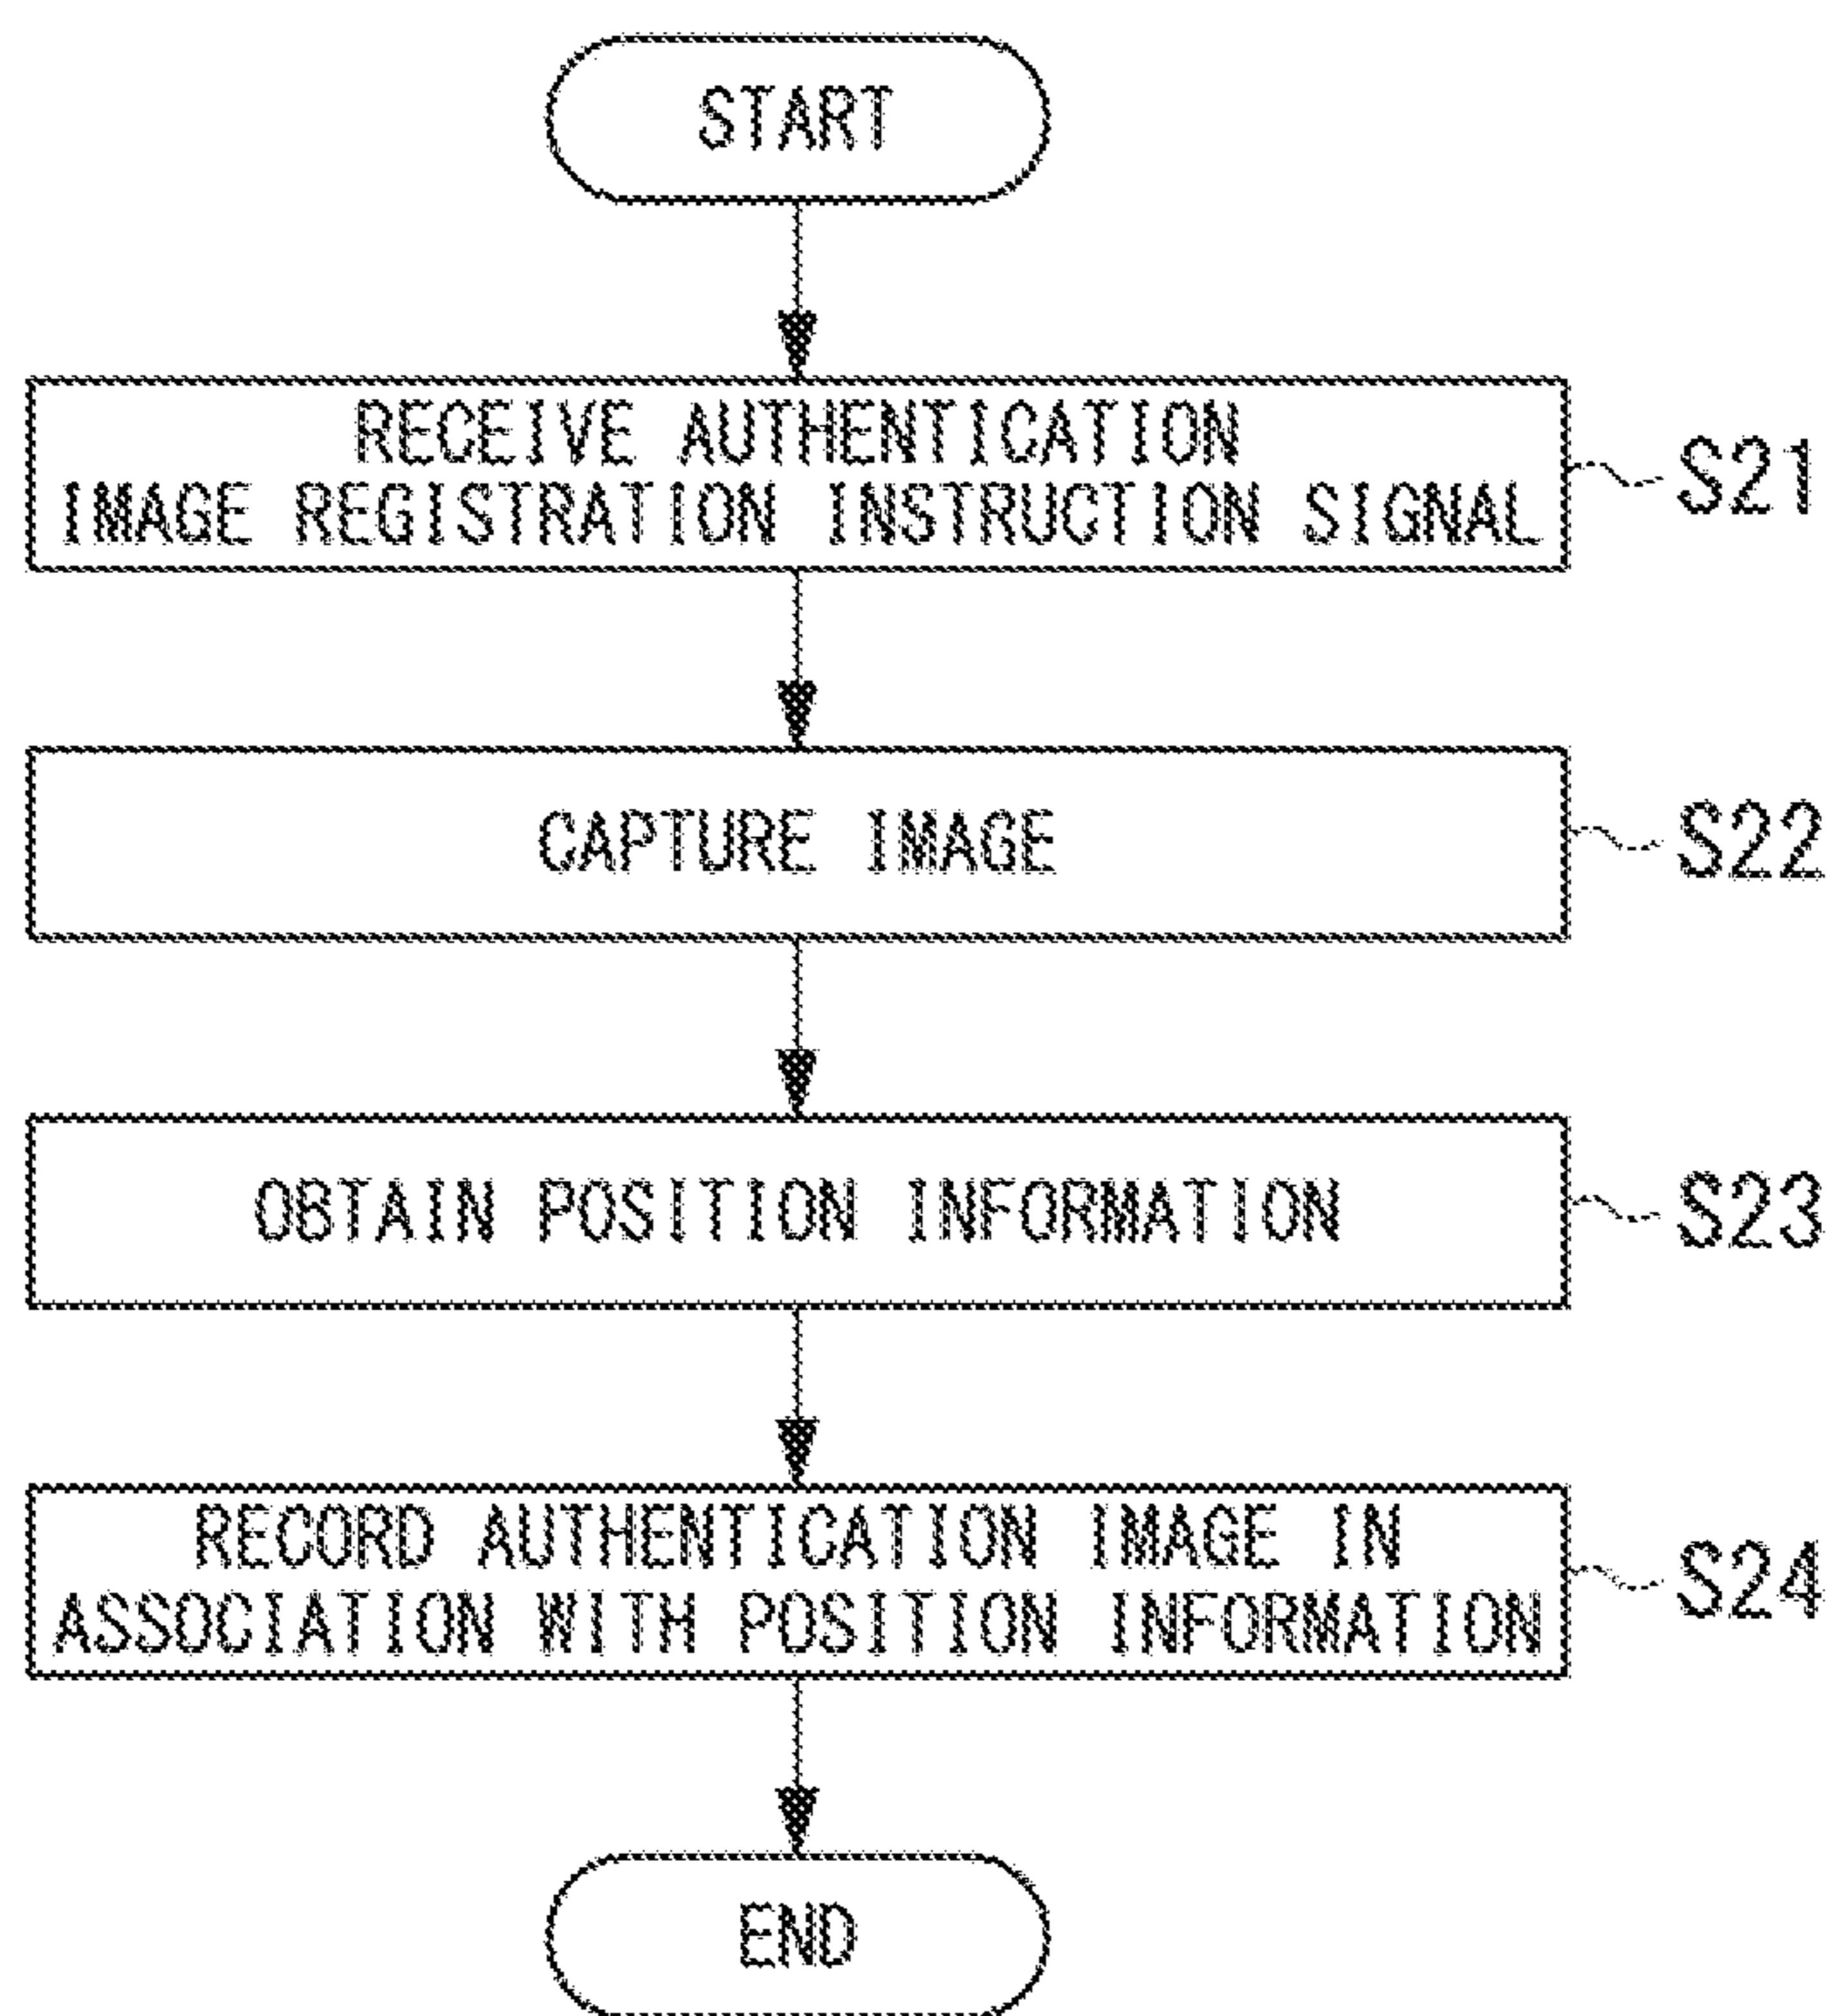 START
RECEIVE AUTHENTICATION
IMAGE REGISTRATION INSTRUCTION SIGNAL
S21
CAPTURE IMAGE
S22
OBTAIN POSITION INFORMATION
S23
RECORD AUTHENTICATION IMAGE IN
ASSOCIATION WITH POSITION INFORMATION
S24
END